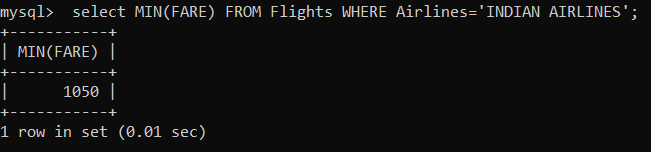 mysql>  select MIN(FARE) FROM Flights WHERE Airlines='INDIAN AIRLINES';
+-----------+
| MIN(FARE) |
+-----------+
|      1050 |
+-----------+
1 row in set (0.01 sec)